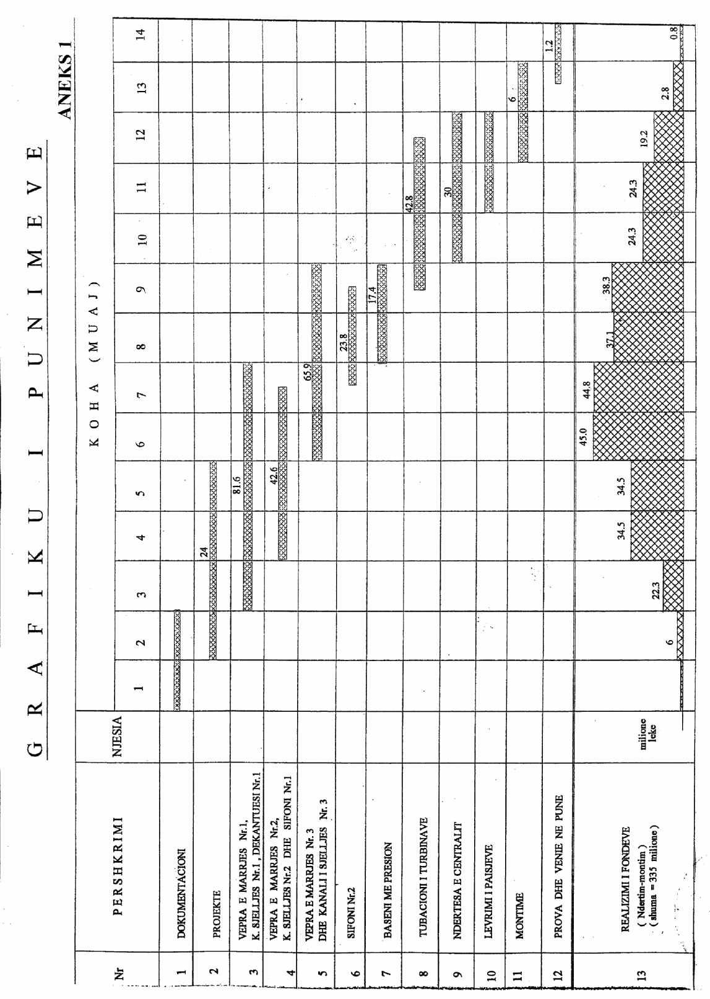 GRAFIKU I PUNIMEVE
ANEKS 1
Nr
PERSHKRIMI
NJESIA
KOHA (MUAJ)
1 2 3 4 5 6 7 8 9 10 11 12 13 14
1 DOKUMENTACIONI
2 PROJEKTE
24
3 VEPRA E MARRJES Nr.1,
K. SJELLJES Nr.1, DEKANTUESI Nr.1
81.6
4 VEPRA E MARRJES Nr.2,
K. SJELLJES Nr.2 DHE SIFONI Nr.1
42.6
5 VEPRA E MARRJES Nr. 3
DHE KANALI I SJELLJES Nr. 3
65.9
6 SIFONI Nr.2
23.8
7 BASENI ME PRESION
17.4
8 TUBACIONI I TURBINAVE
42.8
9 NDERTESA E CENTRALIT
30
10 LEVRIMI I PAISJEVE
11 MONTIME
6
12 PROVA DHE VENIE NE PUNE
1.2
13 REALIZIMI I FONDEVE
( Ndertim-montim )
( shuma = 335 milione)
milione
leke
6 22.3 34.5 34.5 45.0 44.8 37.1 38.3 24.3 24.3 19.2 2.8 0.8